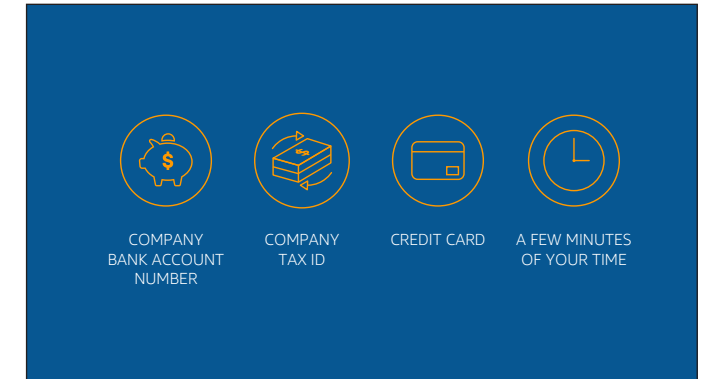 $
$
COMPANY
BANK ACCOUNT
NUMBER
COMPANY
TAX ID
CREDIT CARD
A FEW MINUTES
OF YOUR TIME